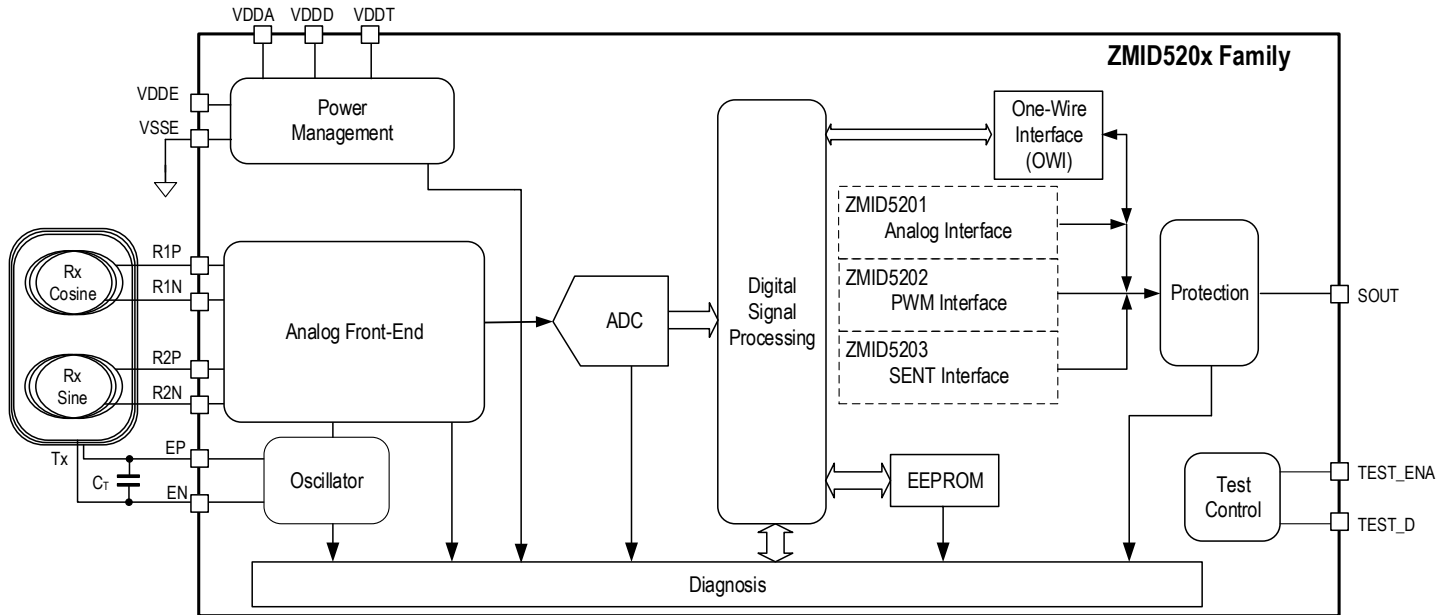 VDDA VDDD VDDT
ZMID520x Family
VDDE
VSSE
Power
Management
One-Wire
Interface
(OWI)
ZMID5201
Analog Interface
ZMID5202
PWM Interface
ZMID5203
SENT Interface
Digital
Signal
Processing
Protection
SOUT
R1P
R1N
R2P
R2N
Rx
Cosine
Rx
Sine
Analog Front-End
ADC
Tx
CT
EP
EN
Oscillator
EEPROM
Test
Control
TEST_ENA
TEST_D
Diagnosis